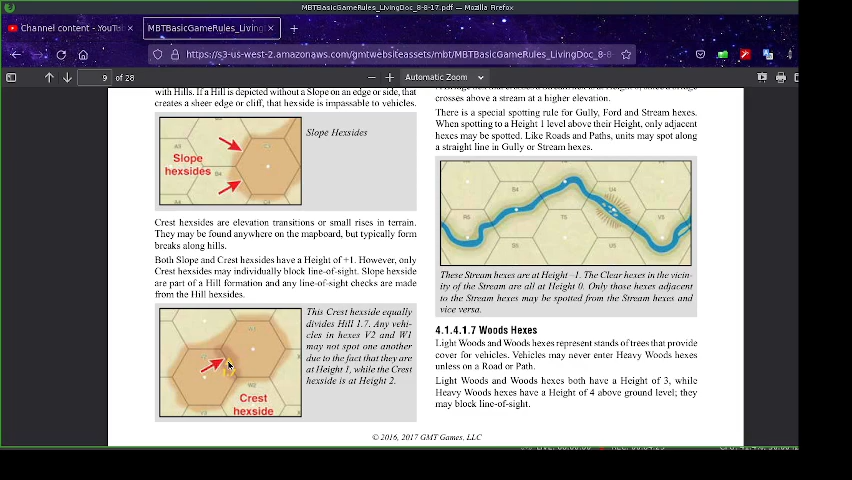 MBTBasicGameRules_LivingDoc_8-8-17.pdf — Mozilla Firefox
Channel content - YouT
MBTBasicGameRules_LivingDoc_
https://s3-us-west-2.amazonaws.com/gmtwebsiteassets/mbt/MBTBasicGameRules_LivingDoc_8-8
9 of 28
Automatic Zoom
with Hills. If a Hill is depicted without a Slope on an edge or side, that
creates a sheer edge or cliff, that hexside is impassable to vehicles.
Slope Hexsides
Slope
hexsides
Crest hexsides are elevation transitions or small rises in terrain.
They may be found anywhere on the mapboard, but typically form
breaks along hills.
Both Slope and Crest hexsides have a Height of +1. However, only
Crest hexsides may individually block line-of-sight. Slope hexside
are part of a Hill formation and any line-of-sight checks are made
from the Hill hexsides.
This Crest hexside equally
divides Hill 1.7. Any vehi-
cles in hexes V2 and W1
may not spot one another
due to the fact that they are
at Height 1, while the Crest
hexside is at Height 2.
W2
Crest
hexside
crosses above a stream at a higher elevation.
There is a special spotting rule for Gully, Ford and Stream hexes.
When spotting to a Height 1 level above their Height, only adjacent
hexes may be spotted. Like Roads and Paths, units may spot along
a straight line in Gully or Stream hexes.
These Stream hexes are at Height –1. The Clear hexes in the vicin-
ity of the Stream are all at Height 0. Only those hexes adjacent
to the Stream hexes may be spotted from the Stream hexes and
vice versa.
4.1.4.1.7 Woods Hexes
Light Woods and Woods hexes represent stands of trees that provide
cover for vehicles. Vehicles may never enter Heavy Woods hexes
unless on a Road or Path.
Light Woods and Woods hexes both have a Height of 3, while
Heavy Woods hexes have a Height of 4 above ground level; they
may block line-of-sight.
© 2016, 2017 GMT Games, LLC